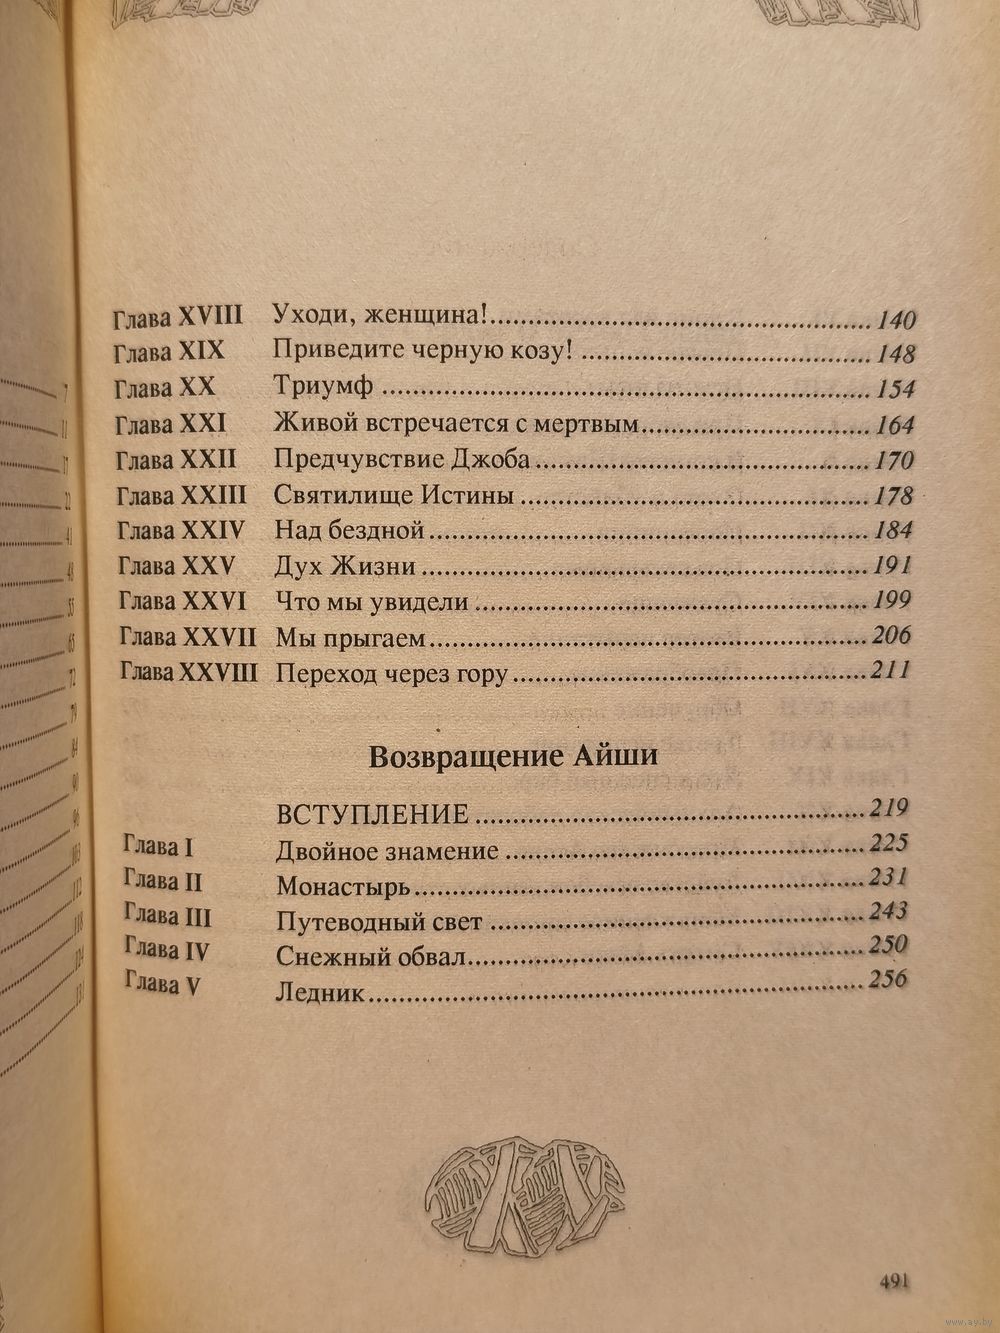 Глава XVIII Уходи, женщина!..... 140
Глава XIX Приведите черную козу! ..... 148
Глава XX Триумф ..... 154
Глава XXI Живой встречается с мертвым..... 164
Глава XXII Предчувствие Джоба..... 170
Глава XXIII Святилище Истины ..... 178
Глава XXIV Над бездной..... 184
Глава XXV Дух Жизни ..... 191
Глава XXVI Что мы увидели ..... 199
Глава XXVII Мы прыгаем..... 206
Глава XXVIII Переход через гору..... 211
Возвращение Айши
ВСТУПЛЕНИЕ ..... 219
Глава I Двойное знамение ..... 225
Глава II Монастырь..... 231
Глава III Путеводный свет ..... 243
Глава IV Снежный обвал..... 250
Глава V Ледник..... 256
491
www.ay.by